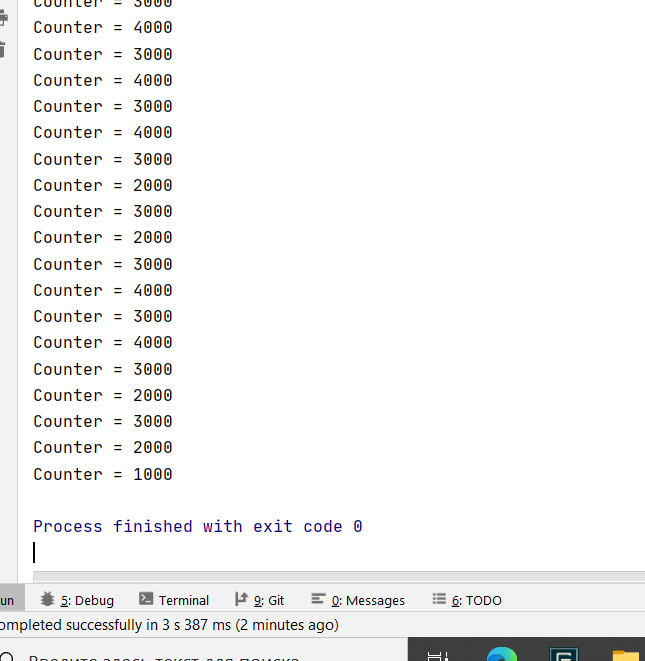 Counter = 3000
Counter = 4000
Counter = 3000
Counter = 4000
Counter = 3000
Counter = 4000
Counter = 3000
Counter = 2000
Counter = 3000
Counter = 2000
Counter = 3000
Counter = 4000
Counter = 3000
Counter = 4000
Counter = 3000
Counter = 2000
Counter = 3000
Counter = 2000
Counter = 1000
Process finished with exit code 0
un 5: Debug Terminal 9: Git 0: Messages 6: TODO
ompleted successfully in 3 s 387 ms (2 minutes ago)
Введите здесь текст для поиска